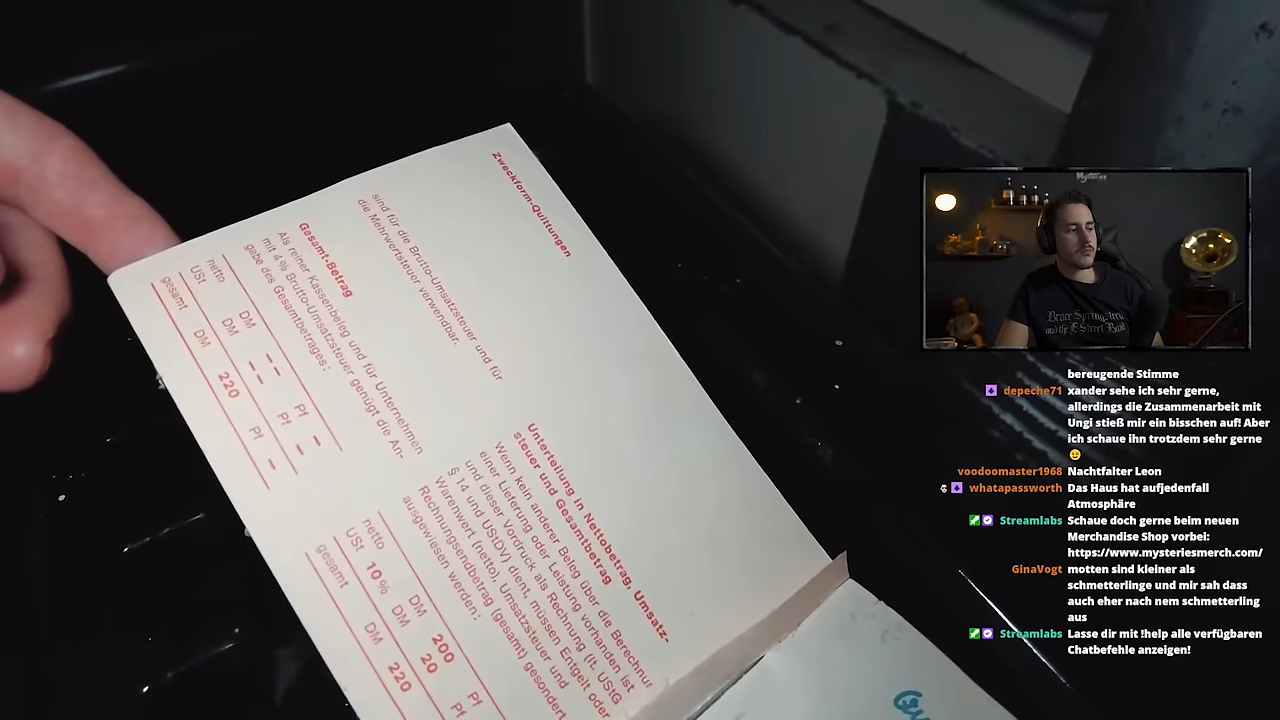 Zweckform-Quittungen
sind für die Brutto-Umsatzsteuer und für
die Mehrwertsteuer verwendbar.
Gesamt-Betrag
Als reiner Kassenbeleg und für Unternehmen
mit 4% Brutto-Umsatzsteuer genügt die An-
gabe des Gesamtbetrages:
netto DM -- Pf -
USt DM -- Pf -
gesamt DM 220 Pf -
Unterteilung in Nettobetrag, Umsatz-
steuer und Gesamtbetrag
Wenn kein anderer Beleg über die Berechnung
einer Lieferung oder Leistung vorhanden ist
und dieser Vordruck als Rechnung (lt. UStG
§ 14 und UStDV) dient, müssen Entgelt oder
Warenwert (netto), Umsatzsteuer und
Rechnungsendbetrag (gesamt) gesondert
ausgewiesen werden:
netto DM 200 Pf
USt 10% DM 20 Pf
gesamt DM 220
Mysteries
Bruce Springsteen
and the E Street Band
bereugende Stimme
depeche71 xander sehe ich sehr gerne,
allerdings die Zusammenarbeit mit
Ungi stieß mir ein bisschen auf! Aber
ich schaue ihn trotzdem sehr gerne
voodoomaster1968 Nachtfalter Leon
whatapassworth Das Haus hat aufjedenfall
Atmosphäre
Streamlabs Schaue doch gerne beim neuen
Merchandise Shop vorbei:
https://www.mysteriesmerch.com/
GinaVogt motten sind kleiner als
schmetterlinge und mir sah dass
auch eher nach nem schmetterling
aus
Streamlabs Lasse dir mit !help alle verfügbaren
Chatbefehle anzeigen!